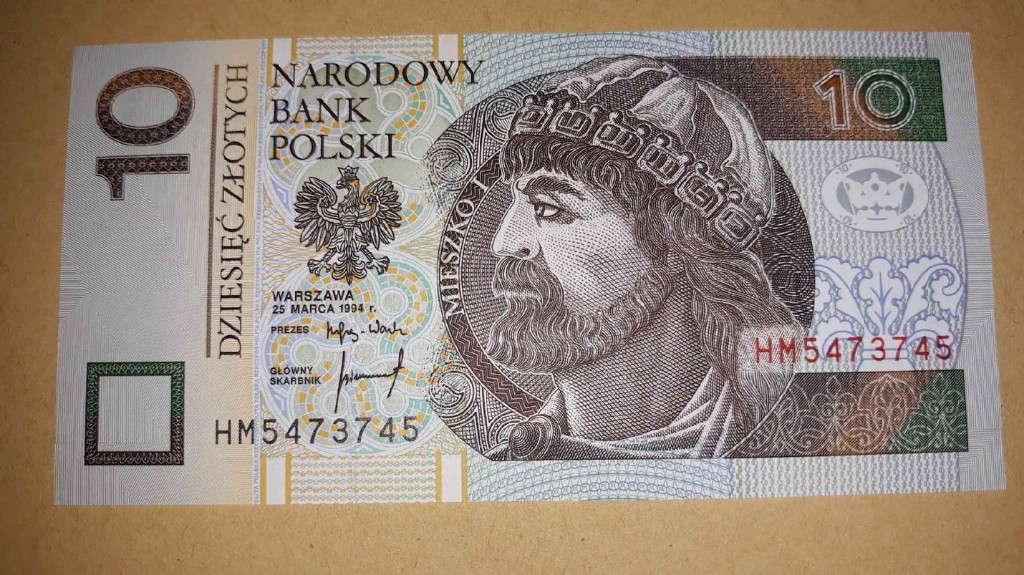 10
DZIESIĘĆ ZŁOTYCH
NARODOWY
BANK
POLSKI
WARSZAWA
25 MARCA 1994 r.
PREZES
GŁÓWNY
SKARBNIK
HM5473745
MIESZKO I
10
HM5473745